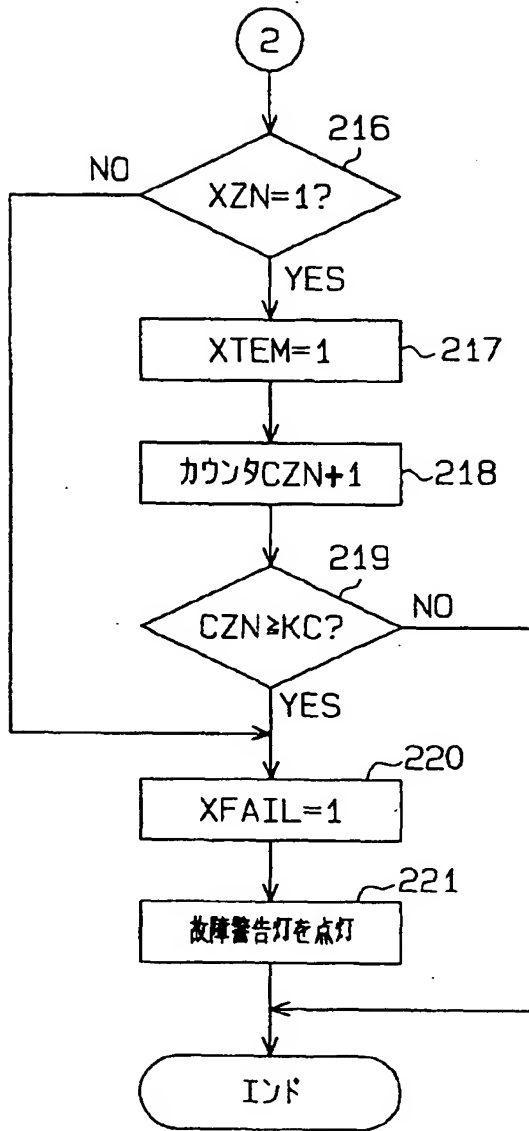 2
216
NO
XZN=1?
YES
XTEM=1
217
カウンタCZN+1
218
219
CZN≧KC?
NO
YES
220
XFAIL=1
221
故障警告灯を点灯
エンド